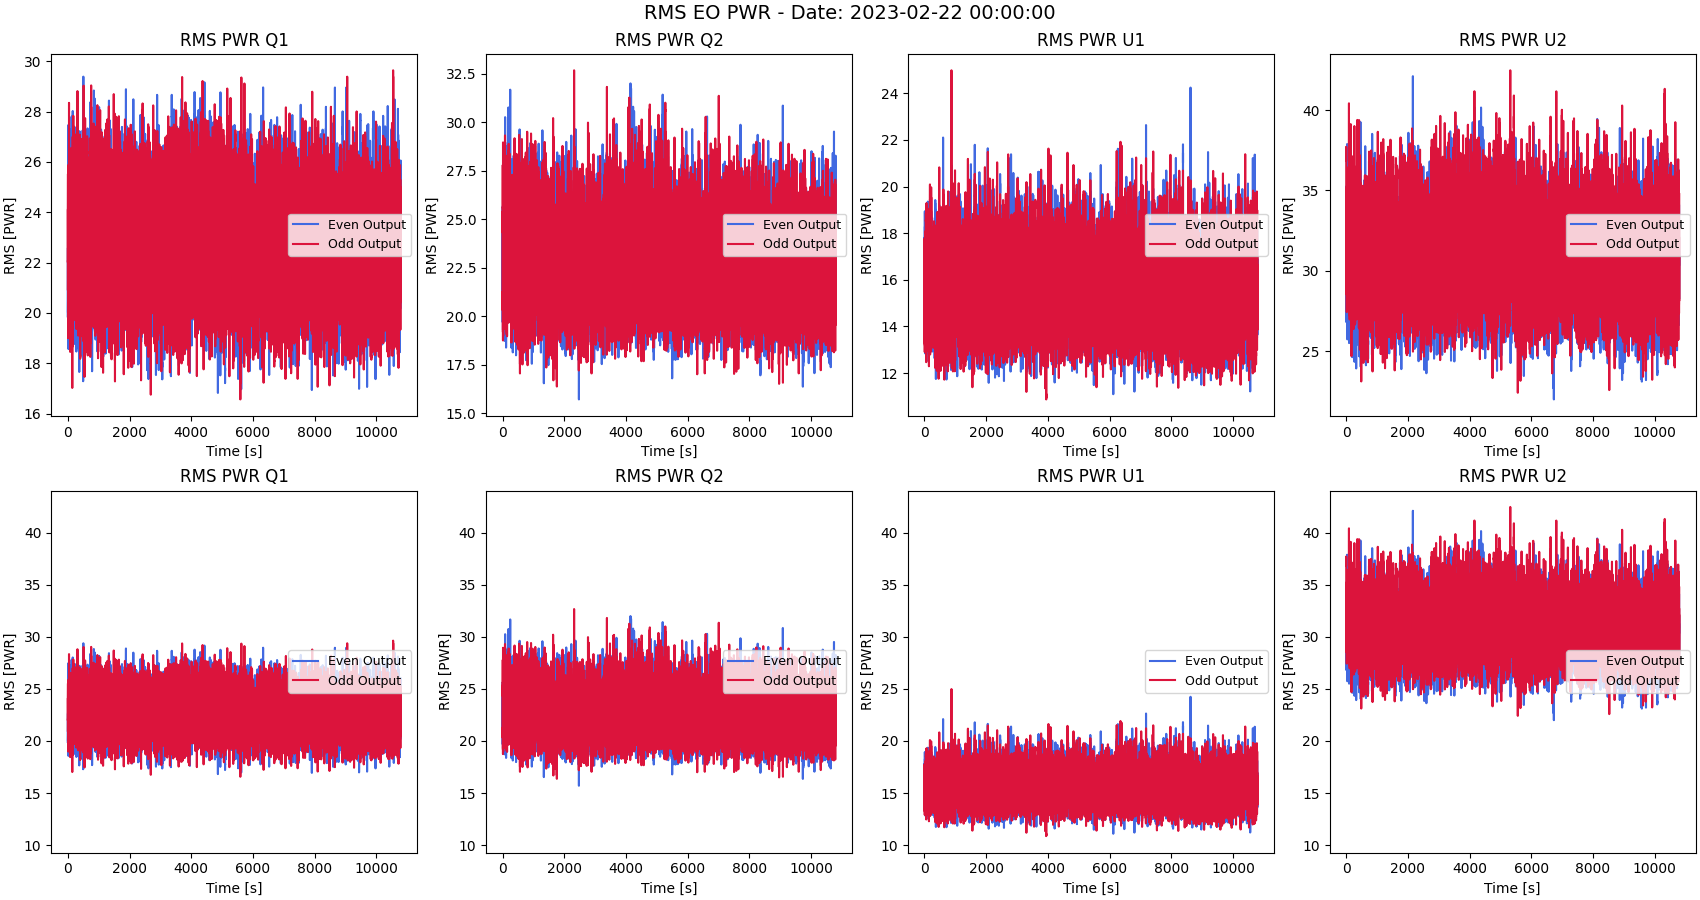 RMS EO PWR - Date: 2023-02-22 00:00:00
RMS PWR Q1
RMS PWR Q2
RMS PWR U1
RMS PWR U2
RMS [PWR]
30
28
26
24
22
20
18
16
Even Output
Odd Output
0 2000 4000 6000 8000 10000
Time [s]
RMS [PWR]
32.5
30.0
27.5
25.0
22.5
20.0
17.5
15.0
Even Output
Odd Output
0 2000 4000 6000 8000 10000
Time [s]
RMS [PWR]
24
22
20
18
16
14
12
Even Output
Odd Output
0 2000 4000 6000 8000 10000
Time [s]
RMS [PWR]
40
35
30
25
Even Output
Odd Output
0 2000 4000 6000 8000 10000
Time [s]
RMS PWR Q1
RMS PWR Q2
RMS PWR U1
RMS PWR U2
RMS [PWR]
40
35
30
25
20
15
10
Even Output
Odd Output
0 2000 4000 6000 8000 10000
Time [s]
RMS [PWR]
40
35
30
25
20
15
10
Even Output
Odd Output
0 2000 4000 6000 8000 10000
Time [s]
RMS [PWR]
40
35
30
25
20
15
10
Even Output
Odd Output
0 2000 4000 6000 8000 10000
Time [s]
RMS [PWR]
40
35
30
25
20
15
10
Even Output
Odd Output
0 2000 4000 6000 8000 10000
Time [s]